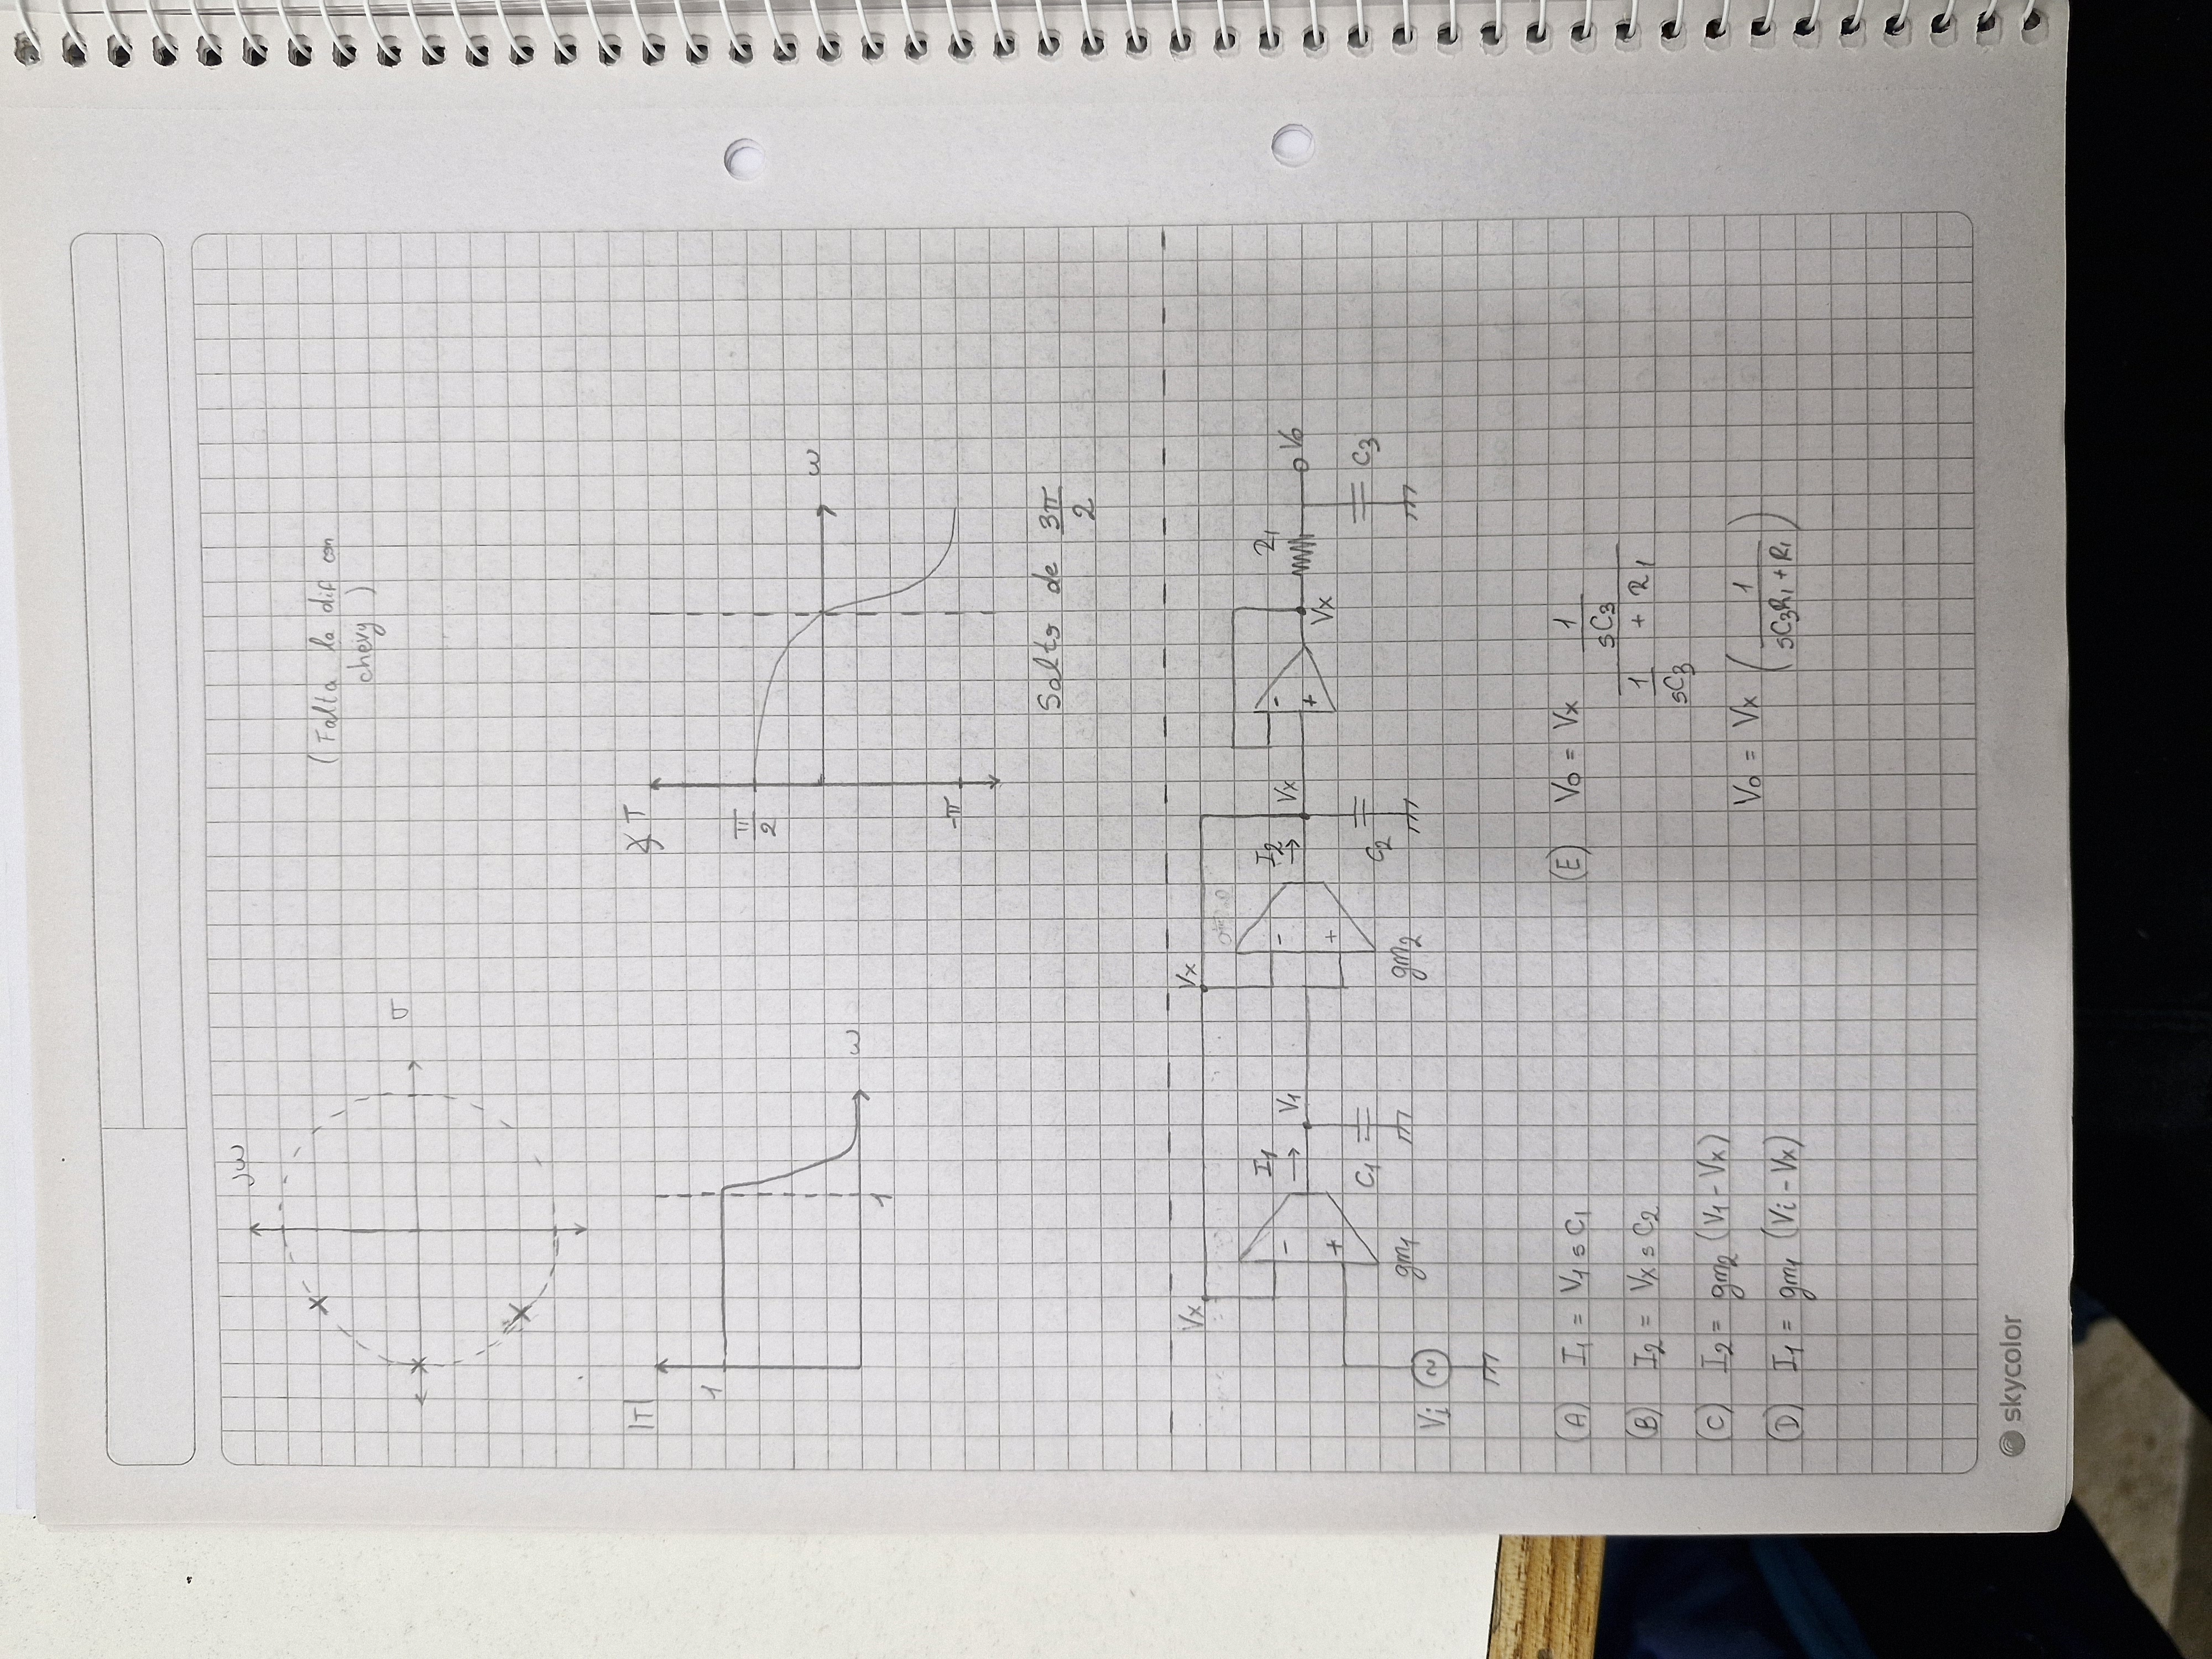 jω
(Falta la dif con
chevy)
σ
|T|
1
ω
1
∡ T
π/2
ω
-π
Salto de 3π/2
Vx
Vx
I1
V1
I2
Vx
R1
Vo
-
+
-
+
-
+
Vx
C1
C2
C3
gm1
gm2
Vi
(A) I1 = V1 s C1
(B) I2 = Vx s C2
(C) I2 = gm2 (V1 - Vx)
(D) I1 = gm1 (Vi - Vx)
(E) Vo = Vx (1/sC3)/(1/sC3 + R1)
Vo = Vx (1/(sC3R1 + R1))
skycolor